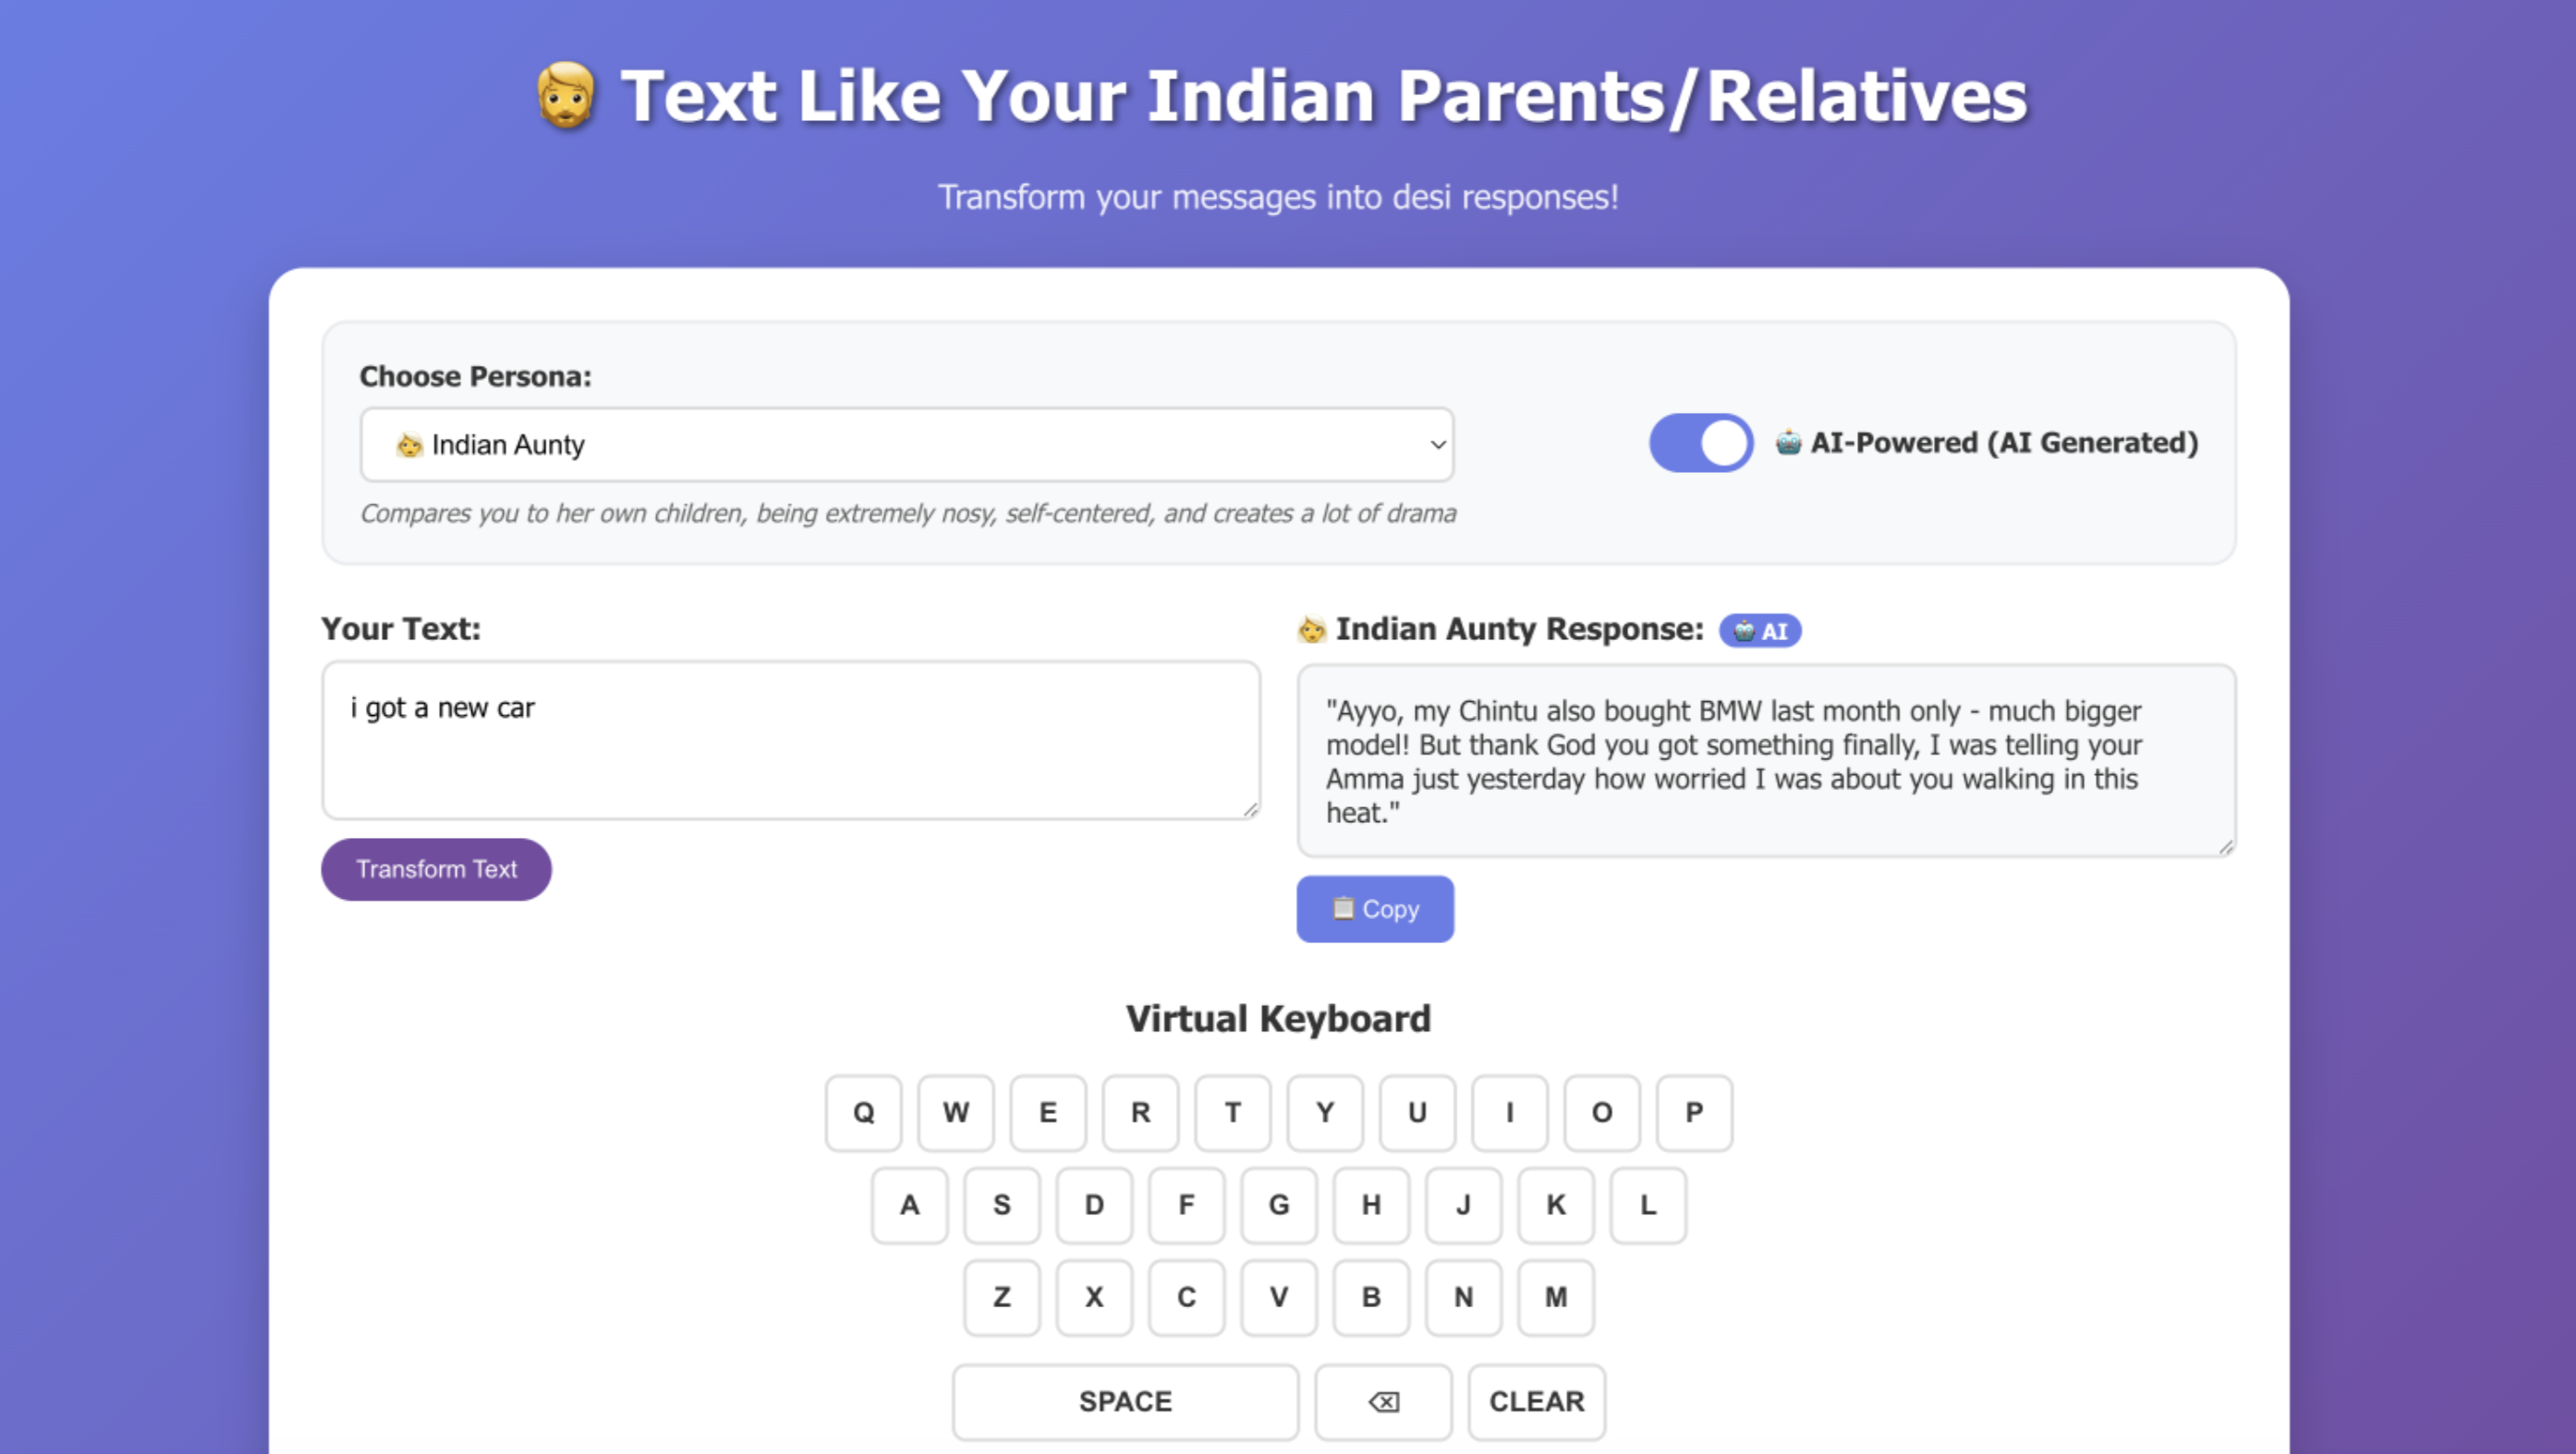 🧔 Text Like Your Indian Parents/Relatives
Transform your messages into desi responses!
Choose Persona:
👵 Indian Aunty
🤖 AI-Powered (AI Generated)
Compares you to her own children, being extremely nosy, self-centered, and creates a lot of drama
Your Text:
i got a new car
Transform Text
👵 Indian Aunty Response: 🤖 AI
"Ayyo, my Chintu also bought BMW last month only - much bigger
model! But thank God you got something finally, I was telling your
Amma just yesterday how worried I was about you walking in this
heat."
📋 Copy
Virtual Keyboard
Q W E R T Y U I O P
A S D F G H J K L
Z X C V B N M
SPACE ⌫ CLEAR